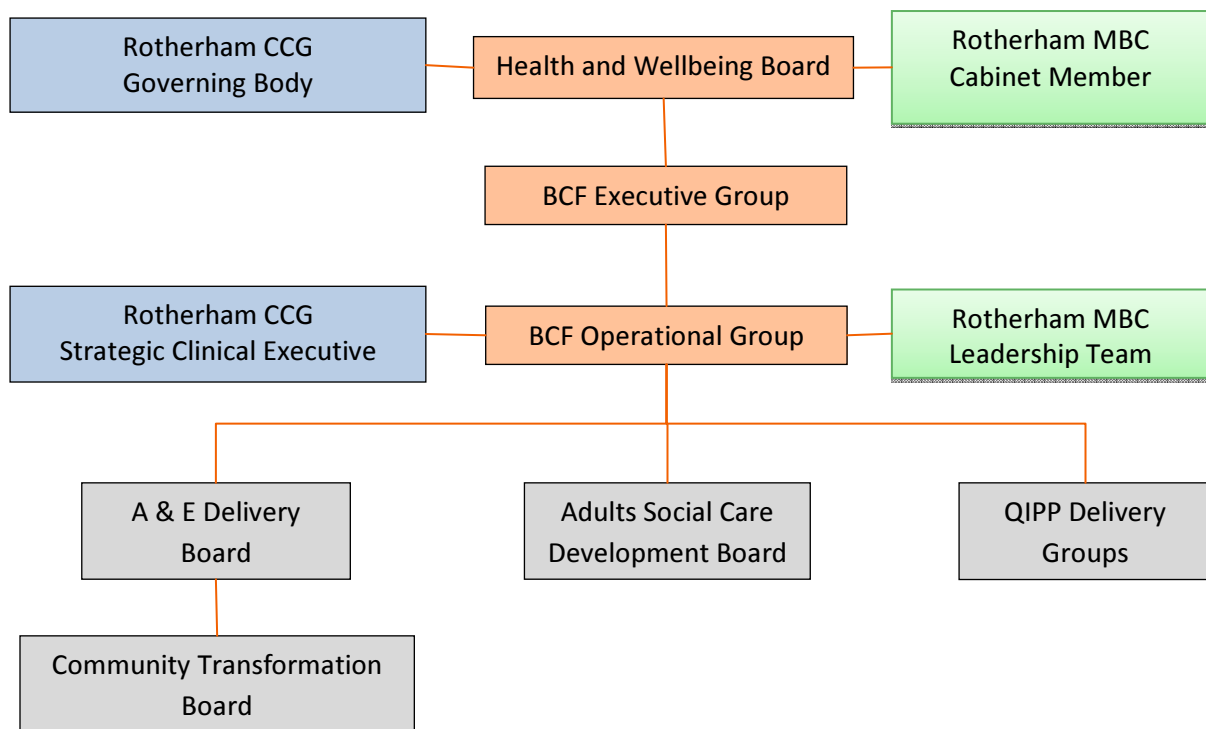 Rotherham CCG
Governing Body
Health and Wellbeing Board
Rotherham MBC
Cabinet Member
BCF Executive Group
Rotherham CCG
Strategic Clinical Executive
BCF Operational Group
Rotherham MBC
Leadership Team
A & E Delivery
Board
Adults Social Care
Development Board
QIPP Delivery
Groups
Community Transformation
Board